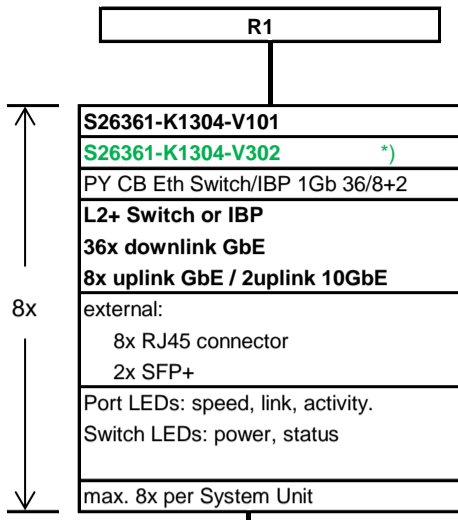 R1
S26361-K1304-V101
S26361-K1304-V302 *)
PY CB Eth Switch/IBP 1Gb 36/8+2
L2+ Switch or IBP
36x downlink GbE
8x uplink GbE / 2uplink 10GbE
8x
external:
8x RJ45 connector
2x SFP+
Port LEDs: speed, link, activity.
Switch LEDs: power, status
max. 8x per System Unit